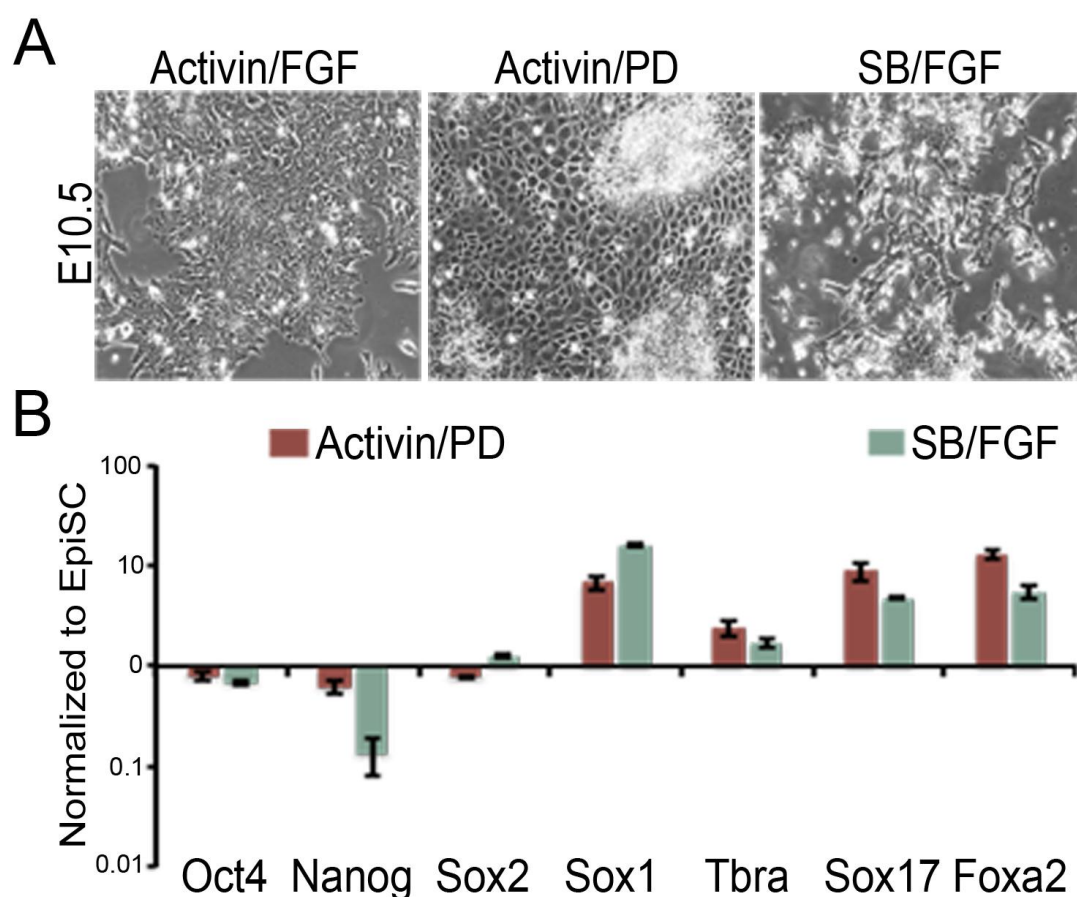 A
Activin/FGF Activin/PD SB/FGF
E10.5
B
Activin/PD SB/FGF
Normalized to EpiSC
100
10
0
0.1
0.01
Oct4 Nanog Sox2 Sox1 Tbra Sox17 Foxa2